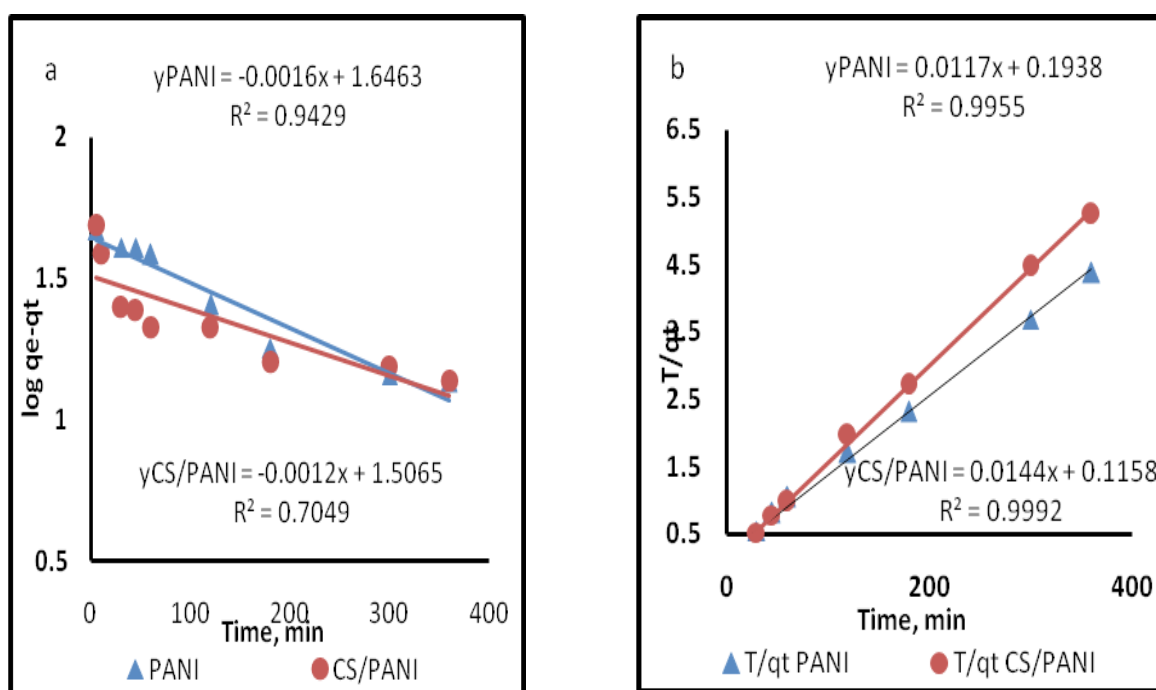 a
yPANI = -0.0016x + 1.6463
R² = 0.9429
2
1.5
1
0.5
log qe-qt
yCS/PANI = -0.0012x + 1.5065
R² = 0.7049
0 100 200 300 400
Time, min
PANI CS/PANI
b
yPANI = 0.0117x + 0.1938
R² = 0.9955
6.5
5.5
4.5
3.5
2.5
1.5
0.5
T/qt
yCS/PANI = 0.0144x + 0.1158
R² = 0.9992
0 200 400
Time, min
T/qt PANI T/qt CS/PANI